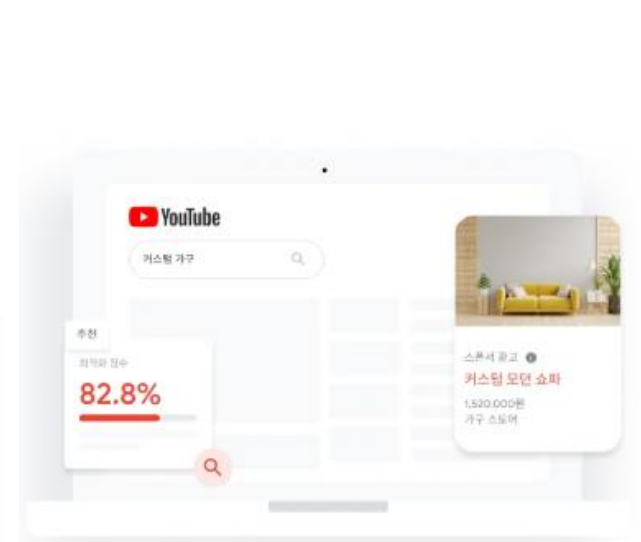 YouTube
커스텀 가구
추천
최적화 점수
82.8%
스폰서 광고
커스텀 모던 쇼파
1,520,000원
가구 스토어